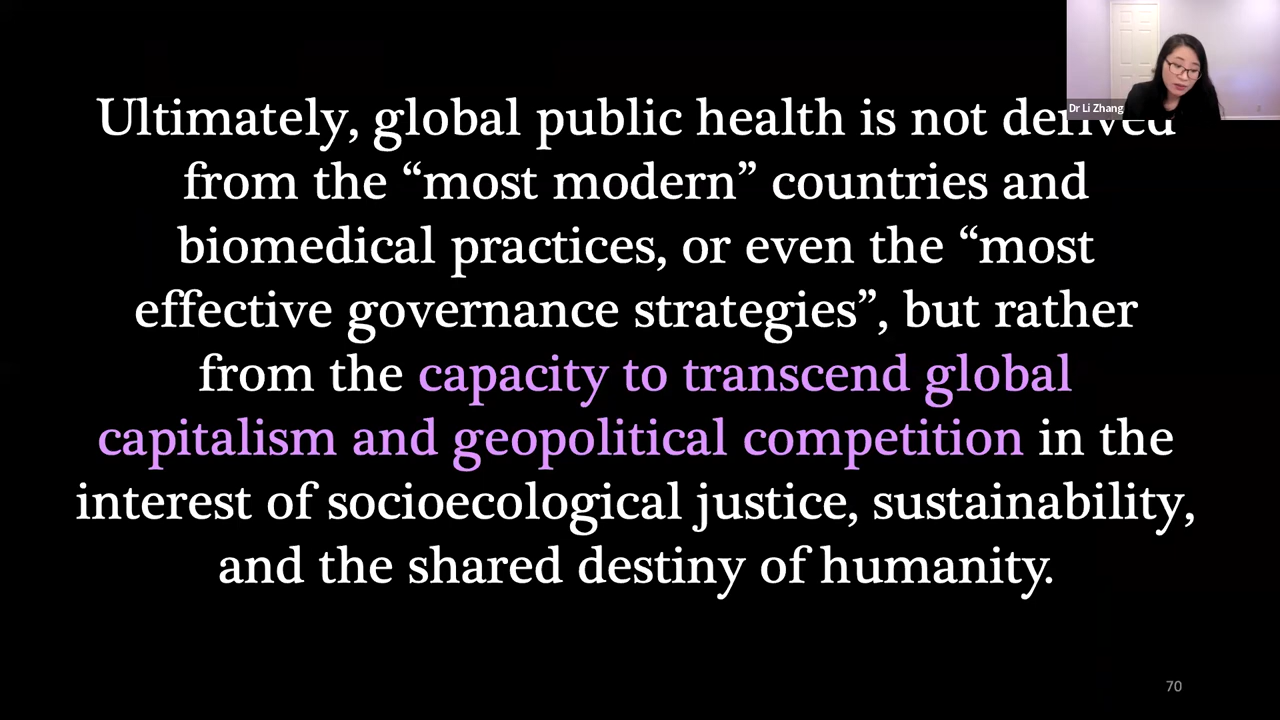 Dr Li Zhang
Ultimately, global public health is not derived
from the “most modern” countries and
biomedical practices, or even the “most
effective governance strategies”, but rather
from the capacity to transcend global
capitalism and geopolitical competition in the
interest of socioecological justice, sustainability,
and the shared destiny of humanity.
70